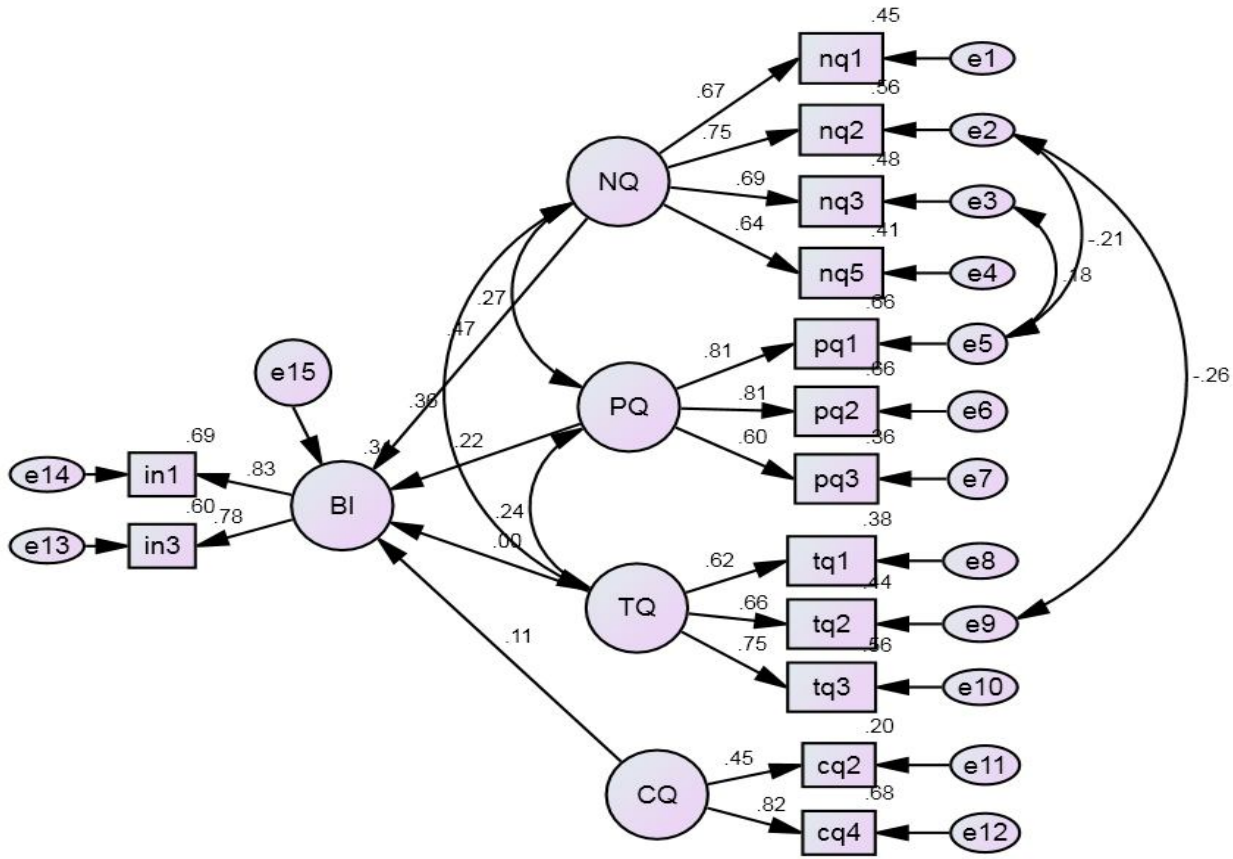 .45
nq1
e1
.67
.56
nq2
e2
.75
.48
NQ
.69
nq3
e3
.64
.41
-.21
nq5
e4
.18
.27
.66
.47
pq1
e5
.81
.66
e15
-.26
.36
PQ
.81
pq2
e6
.60
.36
.69
.22
pq3
e7
e14
in1
.83
BI
.60
.78
.24
.38
e13
in3
.00
tq1
e8
.62
.44
TQ
.66
tq2
e9
.11
.75
.56
tq3
e10
.20
.45
cq2
e11
CQ
.68
.82
cq4
e12